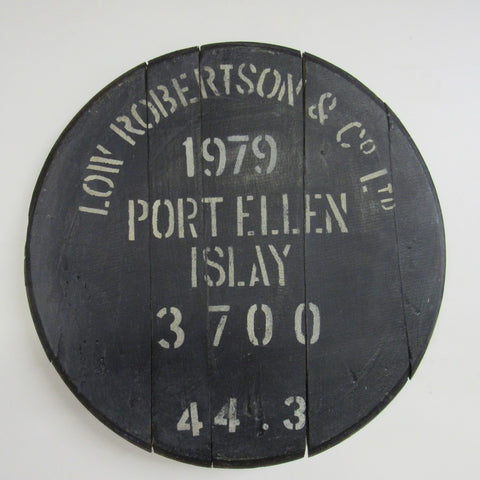 LOW ROBERTSON & Co LTD
1979
PORT ELLEN
ISLAY
3700
44.3